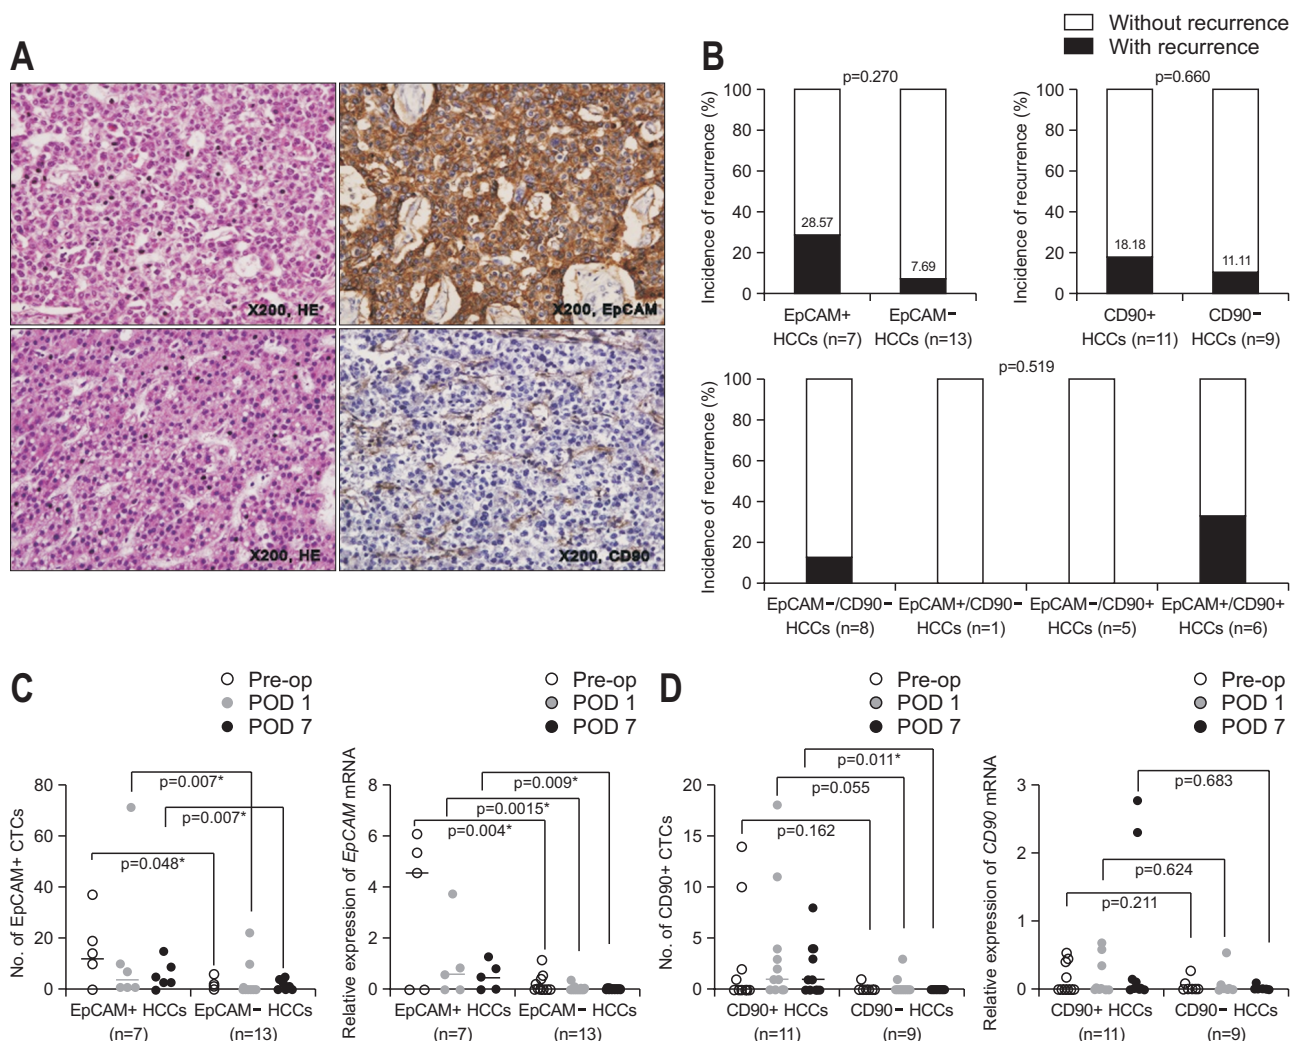 A
X200, HE
X200, EpCAM
X200, HE
X200, CD90
B
Without recurrence
With recurrence
p=0.270
Incidence of recurrence (%)
100
80
60
40
20
0
28.57
7.69
EpCAM+
HCCs (n=7)
EpCAM−
HCCs (n=13)
p=0.660
Incidence of recurrence (%)
100
80
60
40
20
0
18.18
11.11
CD90+
HCCs (n=11)
CD90−
HCCs (n=9)
p=0.519
Incidence of recurrence (%)
100
80
60
40
20
0
EpCAM−/CD90−
HCCs (n=8)
EpCAM+/CD90−
HCCs (n=1)
EpCAM−/CD90+
HCCs (n=5)
EpCAM+/CD90+
HCCs (n=6)
C
Pre-op
POD 1
POD 7
No. of EpCAM+ CTCs
80
60
40
20
0
p=0.007*
p=0.007*
p=0.048*
EpCAM+ HCCs
(n=7)
EpCAM− HCCs
(n=13)
Pre-op
POD 1
POD 7
Relative expression of EpCAM mRNA
8
6
4
2
0
p=0.009*
p=0.0015*
p=0.004*
EpCAM+ HCCs
(n=7)
EpCAM− HCCs
(n=13)
D
Pre-op
POD 1
POD 7
No. of CD90+ CTCs
20
15
10
5
0
p=0.011*
p=0.055
p=0.162
CD90+ HCCs
(n=11)
CD90− HCCs
(n=9)
Pre-op
POD 1
POD 7
Relative expression of CD90 mRNA
3
2
1
0
p=0.683
p=0.624
p=0.211
CD90+ HCCs
(n=11)
CD90− HCCs
(n=9)